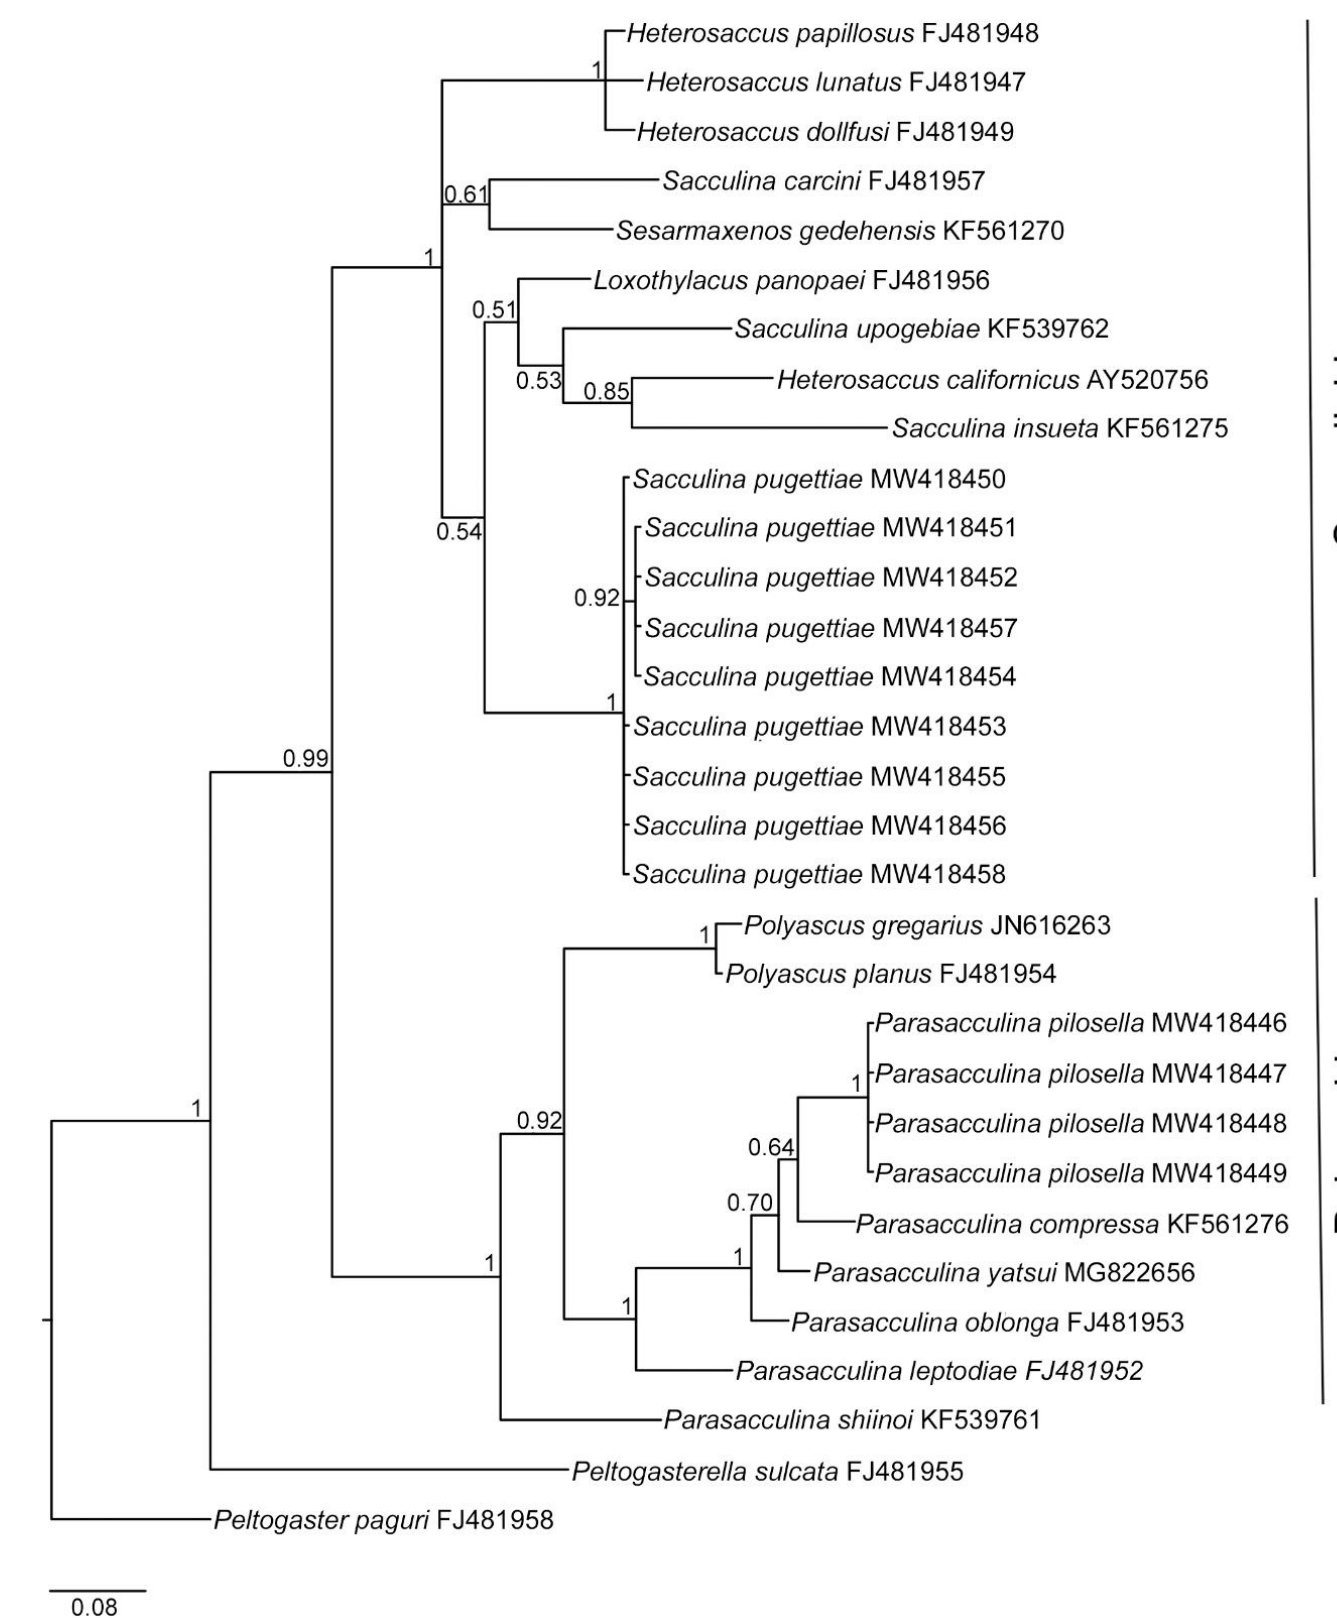 Heterosaccus papillosus FJ481948
1
Heterosaccus lunatus FJ481947
Heterosaccus dollfusi FJ481949
Sacculina carcini FJ481957
0.61
Sesarmaxenos gedehensis KF561270
1
Loxothylacus panopaei FJ481956
0.51
Sacculina upogebiae KF539762
0.53
Heterosaccus californicus AY520756
0.85
Sacculina insueta KF561275
Sacculina pugettiae MW418450
0.54
Sacculina pugettiae MW418451
Sacculina pugettiae MW418452
0.92
Sacculina pugettiae MW418457
Sacculina pugettiae MW418454
1
Sacculina pugettiae MW418453
0.99
Sacculina pugettiae MW418455
Sacculina pugettiae MW418456
Sacculina pugettiae MW418458
Polyascus gregarius JN616263
1
Polyascus planus FJ481954
Parasacculina pilosella MW418446
Parasacculina pilosella MW418447
1
1
0.92
Parasacculina pilosella MW418448
0.64
Parasacculina pilosella MW418449
0.70
Parasacculina compressa KF561276
1
1
Parasacculina yatsui MG822656
1
Parasacculina oblonga FJ481953
Parasacculina leptodiae FJ481952
Parasacculina shiinoi KF539761
Peltogasterella sulcata FJ481955
Peltogaster paguri FJ481958
0.08